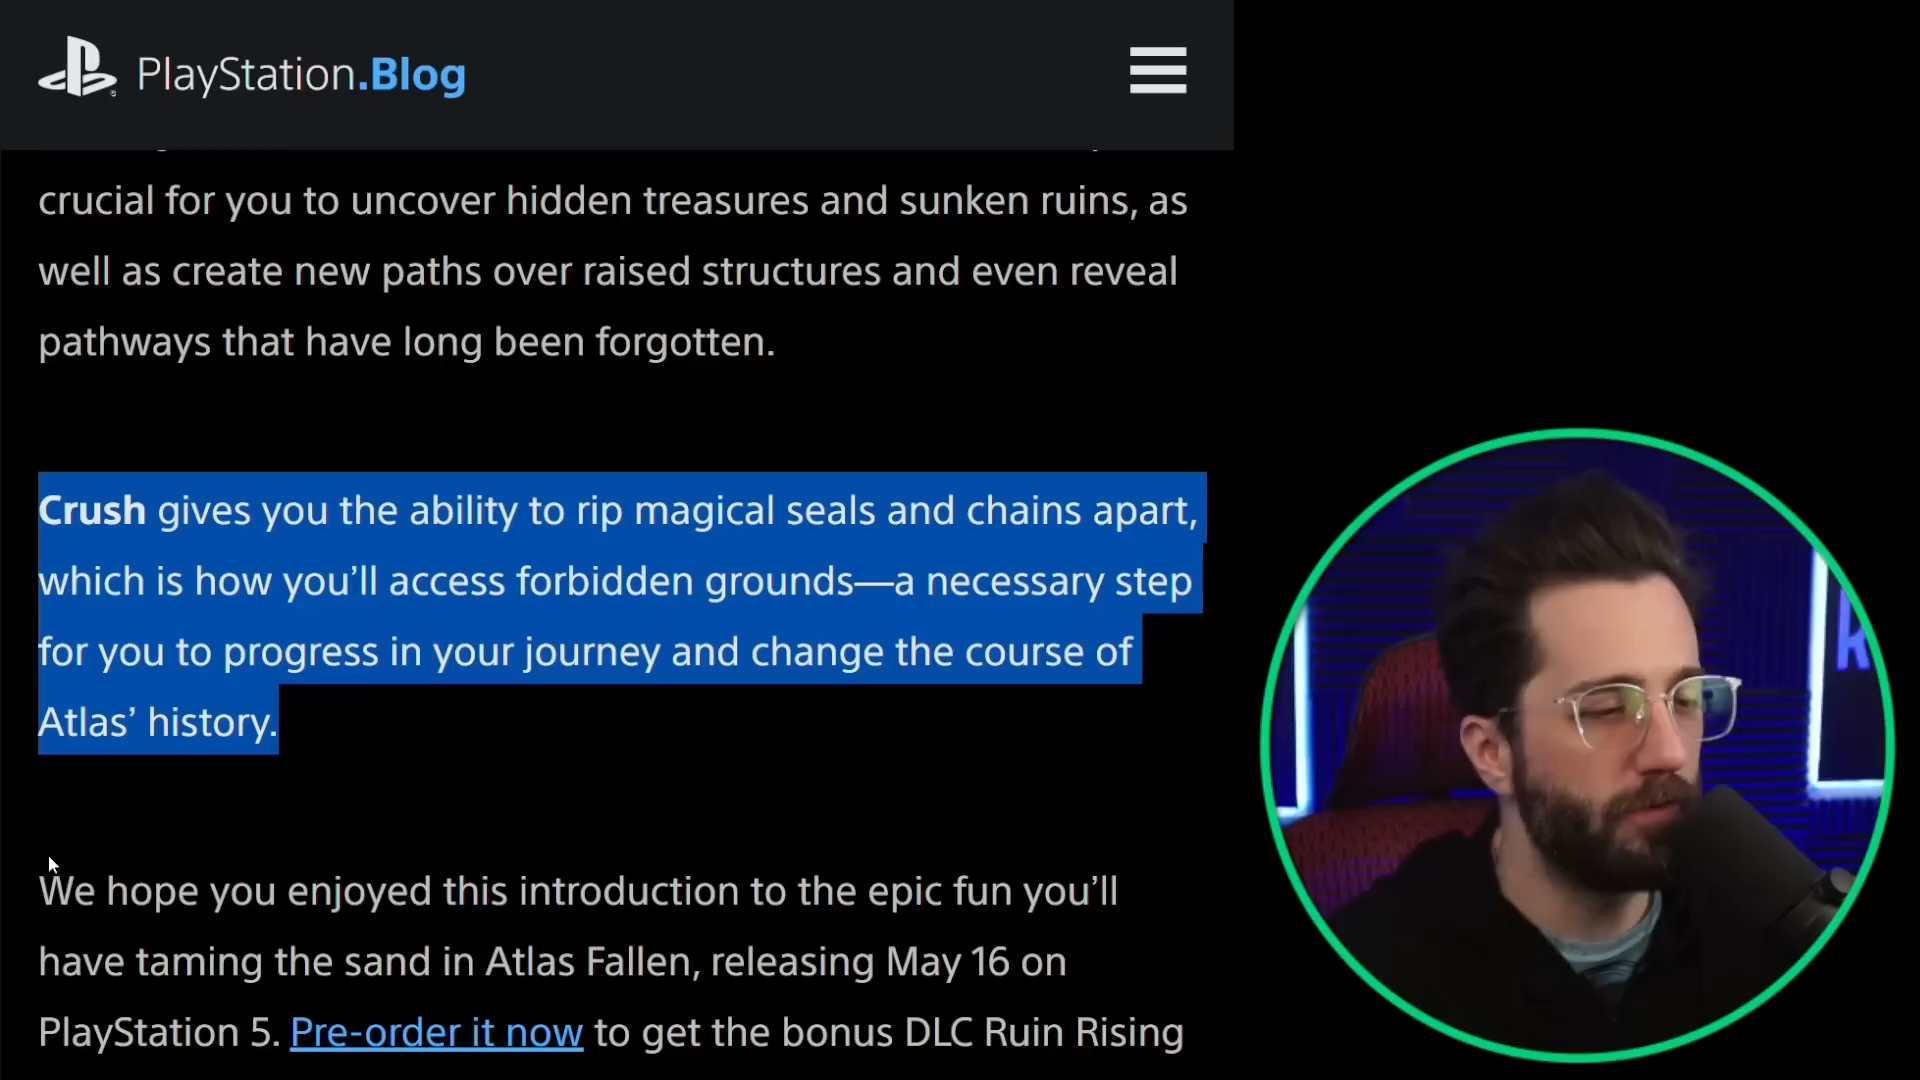 PlayStation.Blog
crucial for you to uncover hidden treasures and sunken ruins, as
well as create new paths over raised structures and even reveal
pathways that have long been forgotten.
Crush gives you the ability to rip magical seals and chains apart,
which is how you’ll access forbidden grounds—a necessary step
for you to progress in your journey and change the course of
Atlas’ history.
We hope you enjoyed this introduction to the epic fun you’ll
have taming the sand in Atlas Fallen, releasing May 16 on
PlayStation 5. Pre-order it now to get the bonus DLC Ruin Rising